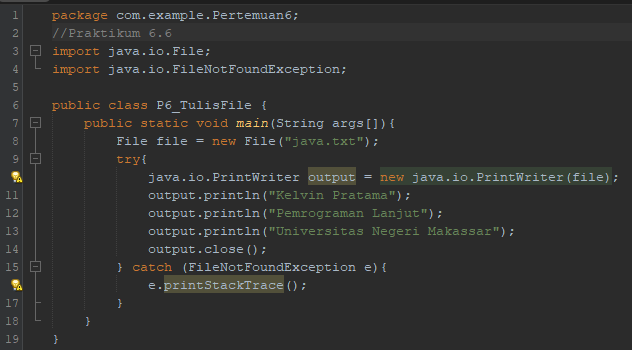 1 package com.example.Pertemuan6;
2 //Praktikum 6.6
3 import java.io.File;
4 import java.io.FileNotFoundException;
5
6 public class P6_TulisFile {
7     public static void main(String args[]){
8         File file = new File("java.txt");
9         try{
            java.io.PrintWriter output = new java.io.PrintWriter(file);
11             output.println("Kelvin Pratama");
12             output.println("Pemrograman Lanjut");
13             output.println("Universitas Negeri Makassar");
14             output.close();
15         } catch (FileNotFoundException e){
            e.printStackTrace();
17         }
18     }
19 }